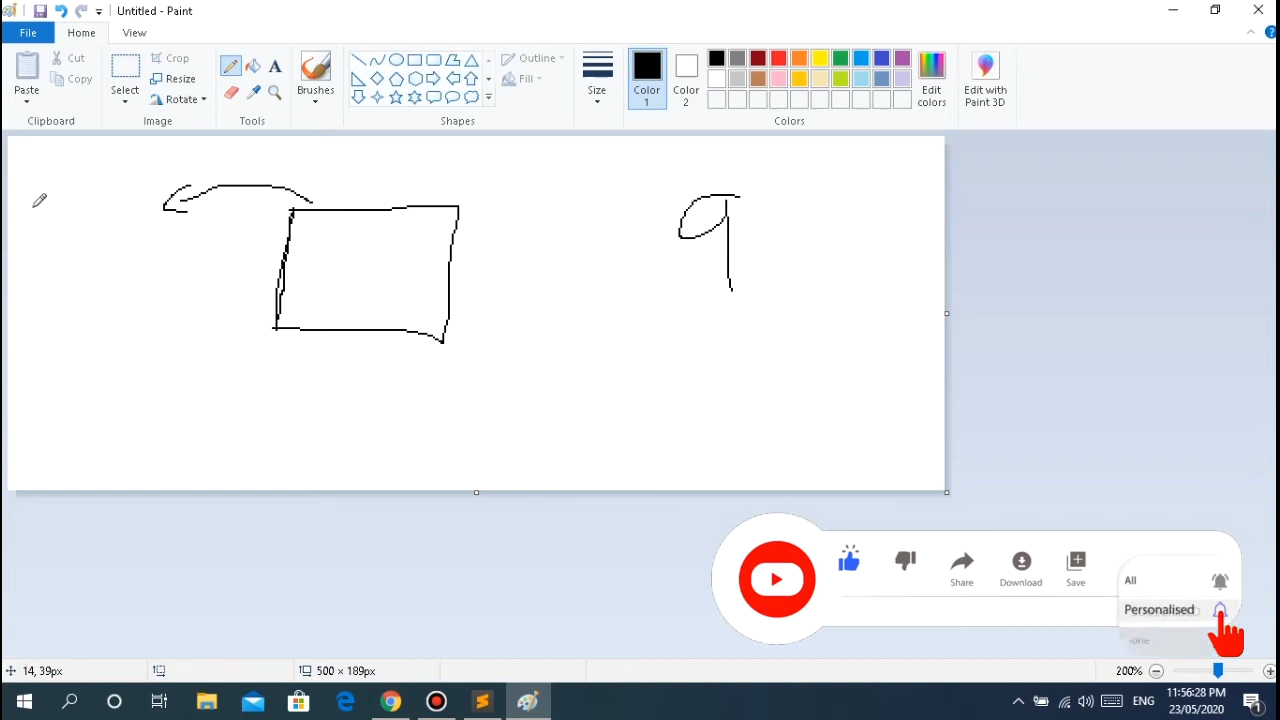 Untitled - Paint
File
Home
View
Paste
Cut
Copy
Clipboard
Select
Crop
Resize
Rotate
Image
A
Tools
Brushes
Outline
Fill
Shapes
Size
Color 1
Color 2
Edit colors
Colors
Edit with Paint 3D
9
Share
Download
Save
All
Personalised
14, 39px
500 × 189px
200%
ENG
11:56:28 PM
23/05/2020
1